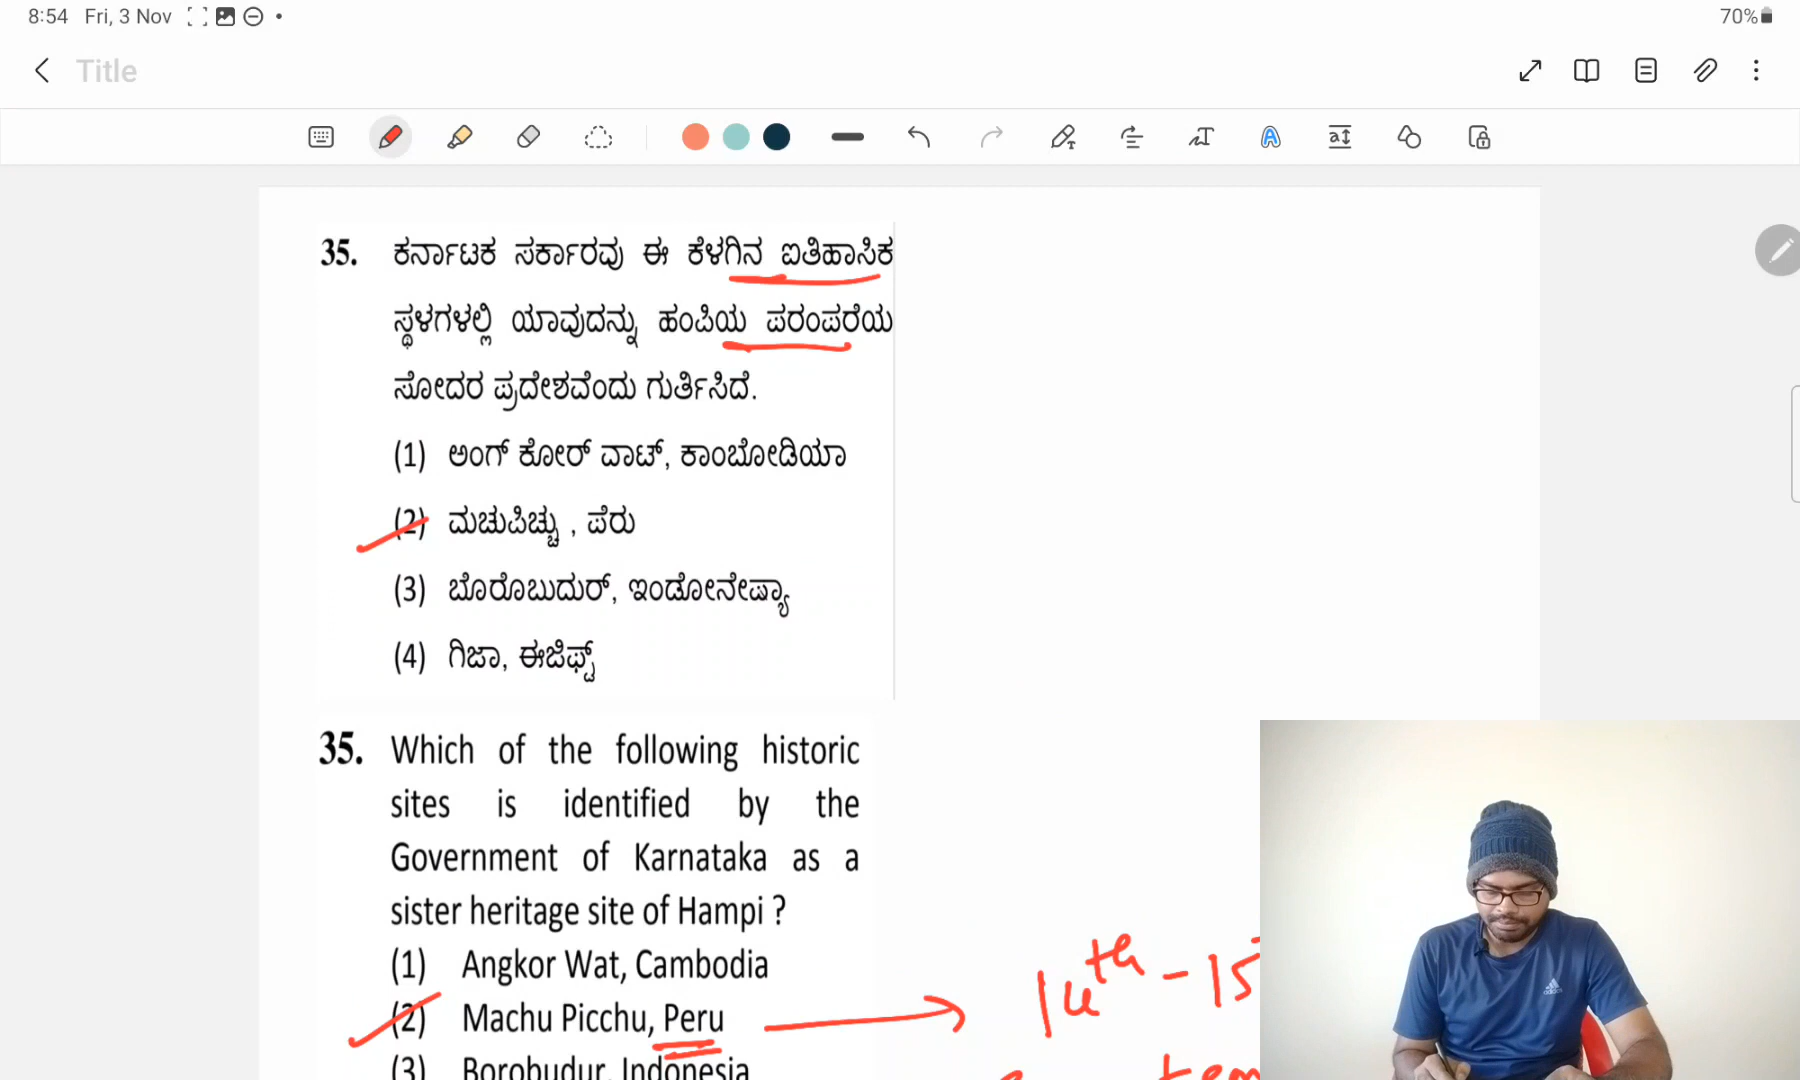 8:54 Fri, 3 Nov
70%
Title
35. ಕರ್ನಾಟಕ ಸರ್ಕಾರವು ಈ ಕೆಳಗಿನ ಐತಿಹಾಸಿಕ
ಸ್ಥಳಗಳಲ್ಲಿ ಯಾವುದನ್ನು ಹಂಪಿಯ ಪರಂಪರೆಯ
ಸೋದರ ಪ್ರದೇಶವೆಂದು ಗುರ್ತಿಸಿದೆ.
(1) ಅಂಗ್ ಕೋರ್ ವಾಟ್, ಕಾಂಬೋಡಿಯಾ
(2) ಮಚುಪಿಚ್ಚು , ಪೆರು
(3) ಬೊರೊಬುದುರ್, ಇಂಡೋನೇಷ್ಯಾ
(4) ಗಿಜಾ, ಈಜಿಫ್ಟ್
35. Which of the following historic
sites is identified by the
Government of Karnataka as a
sister heritage site of Hampi ?
(1) Angkor Wat, Cambodia
(2) Machu Picchu, Peru
14th - 15
(3) Borobudur, Indonesia